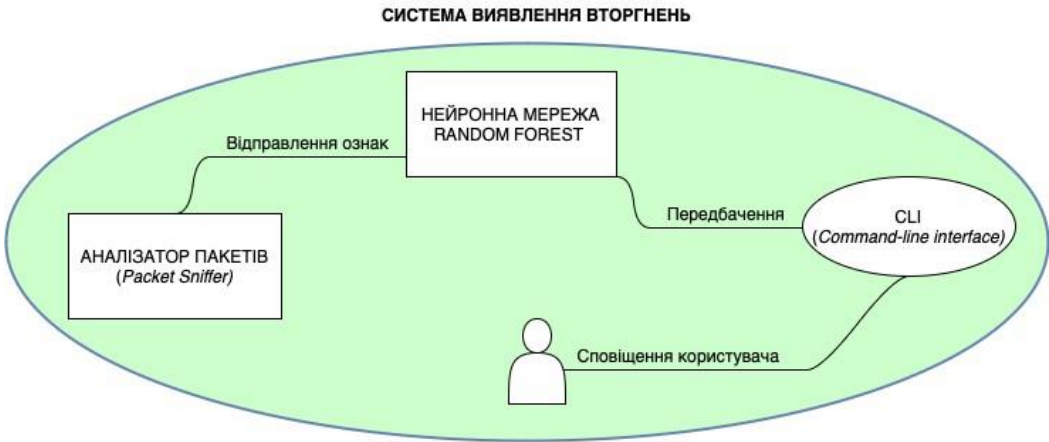 СИСТЕМА ВИЯВЛЕННЯ ВТОРГНЕНЬ
НЕЙРОННА МЕРЕЖА
RANDOM FOREST
Відправлення ознак
Передбачення
CLI
(Command-line interface)
АНАЛІЗАТОР ПАКЕТІВ
(Packet Sniffer)
Сповіщення користувача